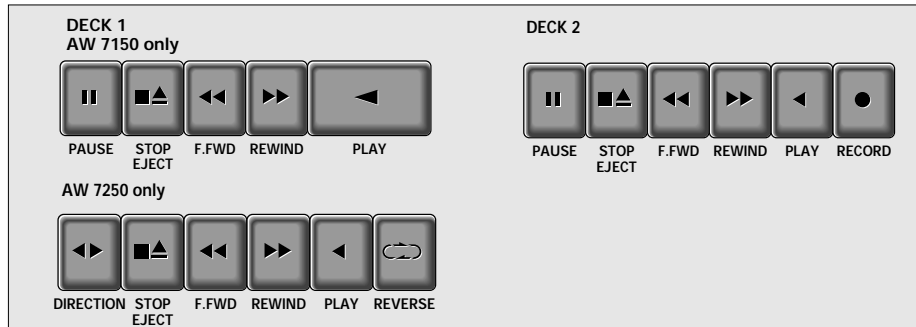 DECK 1
AW 7150 only
PAUSE STOP EJECT F.FWD REWIND PLAY
AW 7250 only
DIRECTION STOP EJECT F.FWD REWIND PLAY REVERSE
DECK 2
PAUSE STOP EJECT F.FWD REWIND PLAY RECORD